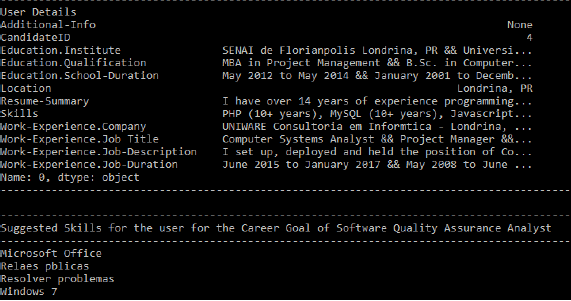 --------------------------------------------------------------------------------
User Details
Additional-Info None
CandidateID 4
Education.Institute SENAI de Florianpolis Londrina, PR && Universi...
Education.Qualification MBA in Project Management && B.Sc. in Computer...
Education.School-Duration May 2012 to May 2014 && January 2001 to Decemb...
Location Londrina, PR
Resume-Summary I have over 14 years of experience programming...
Skills PHP (10+ years), MySQL (10+ years), Javascript...
Work-Experience.Company UNIWARE Consultoria em Informtica - Londrina, ...
Work-Experience.Job Title Computer Systems Analyst && Project Manager &&...
Work-Experience.Job-Description I set up, deployed and held the position of Co...
Work-Experience.Job-Duration June 2015 to January 2017 && May 2008 to June ...
Name: 0, dtype: object
--------------------------------------------------------------------------------
--------------------------------------------------------------------------------
Suggested Skills for the user for the Career Goal of Software Quality Assurance Analyst
--------------------------------------------------------------------------------
Microsoft Office
Relaes pblicas
Resolver problemas
Windows 7